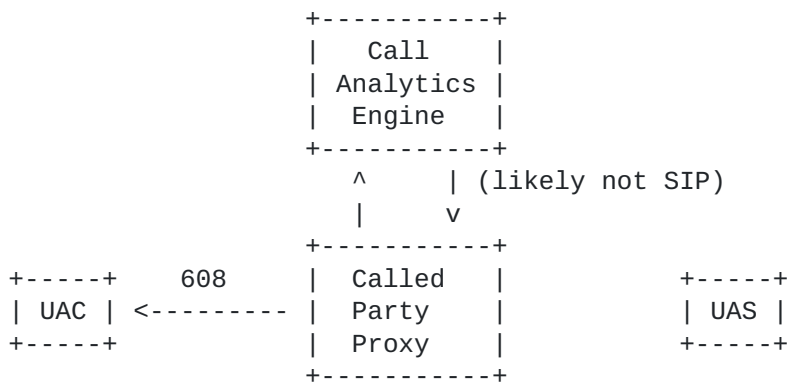 +-----------+
|   Call    |
| Analytics |
|  Engine   |
+-----------+
^     | (likely not SIP)
|     v
+-----------+
+-----+    608     |  Called   |           +-----+
| UAC | <--------- |  Party    |           | UAS |
+-----+            |  Proxy    |           +-----+
+-----------+